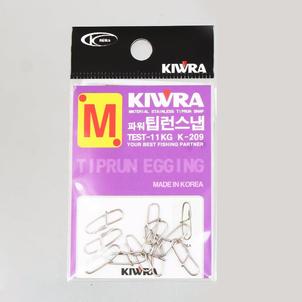 K KIWRA
KIWRA
M
KIWRA
MATERIAL STAINLESS TIPRUN SNAP
파워 팁런스냅
TEST-11KG K-209
YOUR BEST FISHING PARTNER
TIPRUN EGGING
MADE IN KOREA
KIWRA